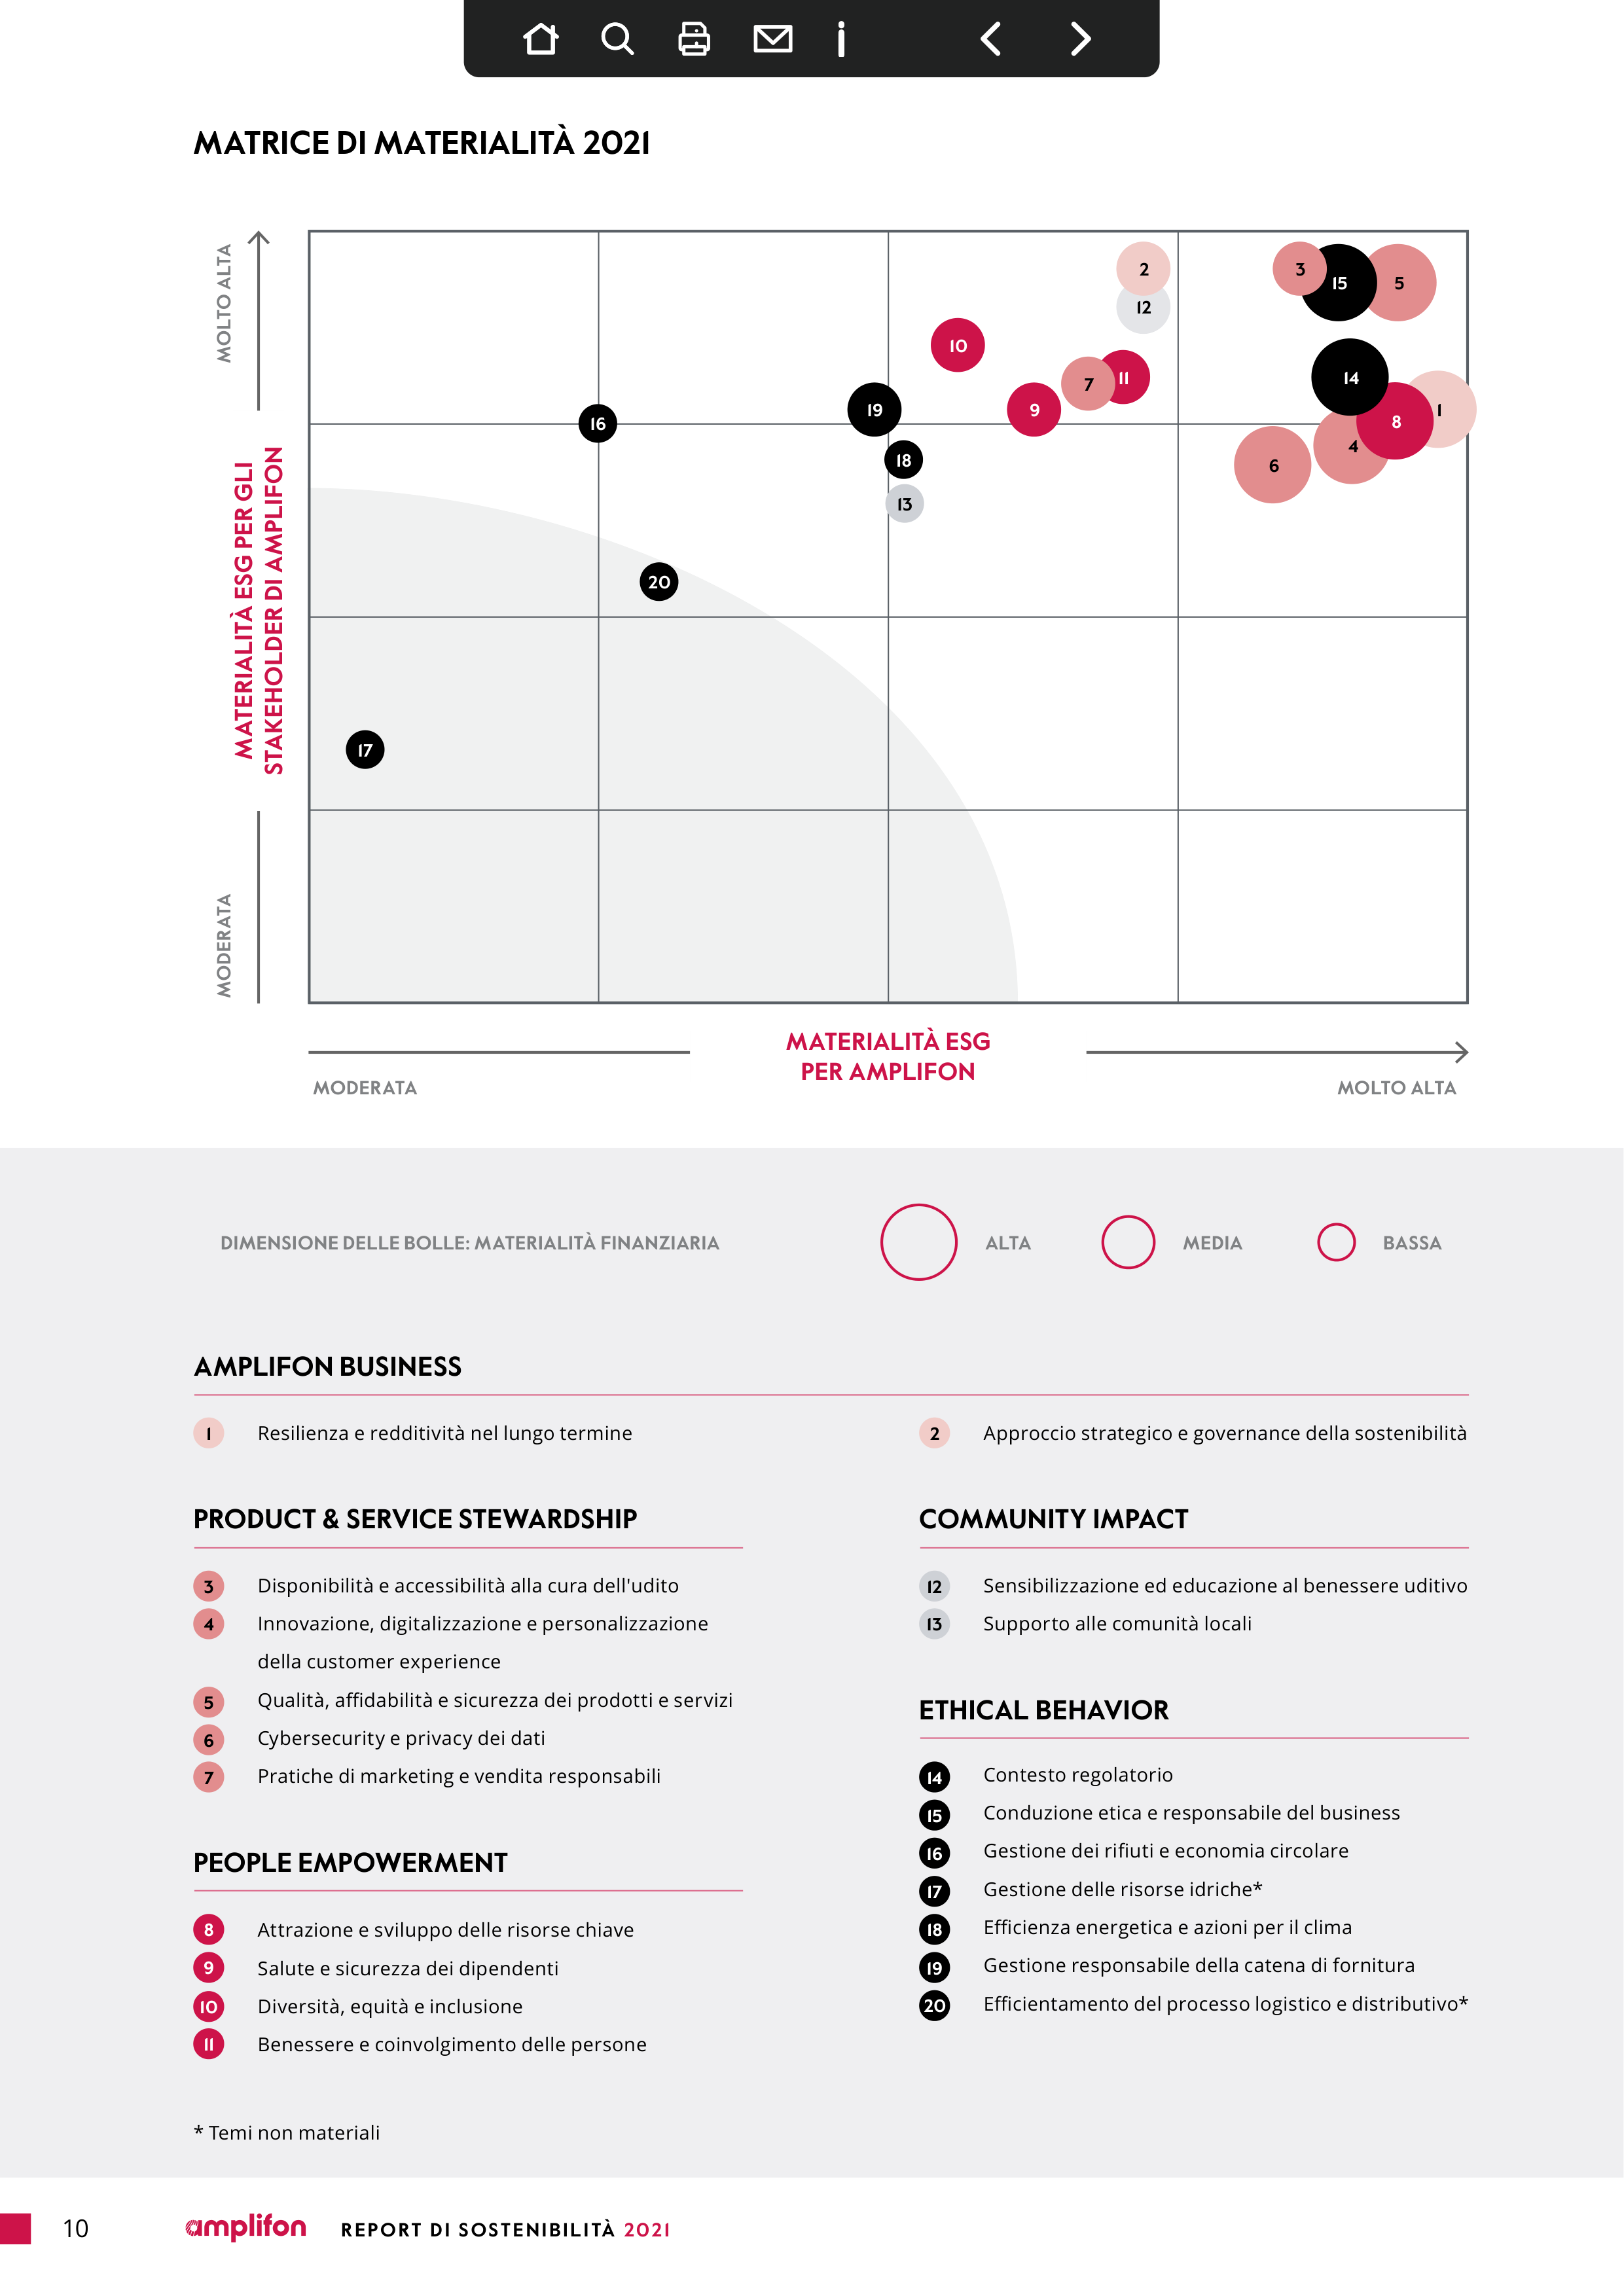 MATRICE DI MATERIALITÀ 2021
MOLTO ALTA
MATERIALITÀ ESG PER GLI
STAKEHOLDER DI AMPLIFON
MODERATA
2
3
15
5
12
10
14
7
11
19
9
1
8
16
4
18
6
13
20
17
MATERIALITÀ ESG
PER AMPLIFON
MODERATA
MOLTO ALTA
DIMENSIONE DELLE BOLLE: MATERIALITÀ FINANZIARIA
ALTA
MEDIA
BASSA
AMPLIFON BUSINESS
1 Resilienza e redditività nel lungo termine
2 Approccio strategico e governance della sostenibilità
PRODUCT & SERVICE STEWARDSHIP
3 Disponibilità e accessibilità alla cura dell'udito
4 Innovazione, digitalizzazione e personalizzazione
della customer experience
5 Qualità, affidabilità e sicurezza dei prodotti e servizi
6 Cybersecurity e privacy dei dati
7 Pratiche di marketing e vendita responsabili
PEOPLE EMPOWERMENT
8 Attrazione e sviluppo delle risorse chiave
9 Salute e sicurezza dei dipendenti
10 Diversità, equità e inclusione
11 Benessere e coinvolgimento delle persone
COMMUNITY IMPACT
12 Sensibilizzazione ed educazione al benessere uditivo
13 Supporto alle comunità locali
ETHICAL BEHAVIOR
14 Contesto regolatorio
15 Conduzione etica e responsabile del business
16 Gestione dei rifiuti e economia circolare
17 Gestione delle risorse idriche*
18 Efficienza energetica e azioni per il clima
19 Gestione responsabile della catena di fornitura
20 Efficientamento del processo logistico e distributivo*
* Temi non materiali
10
amplifon
REPORT DI SOSTENIBILITÀ 2021